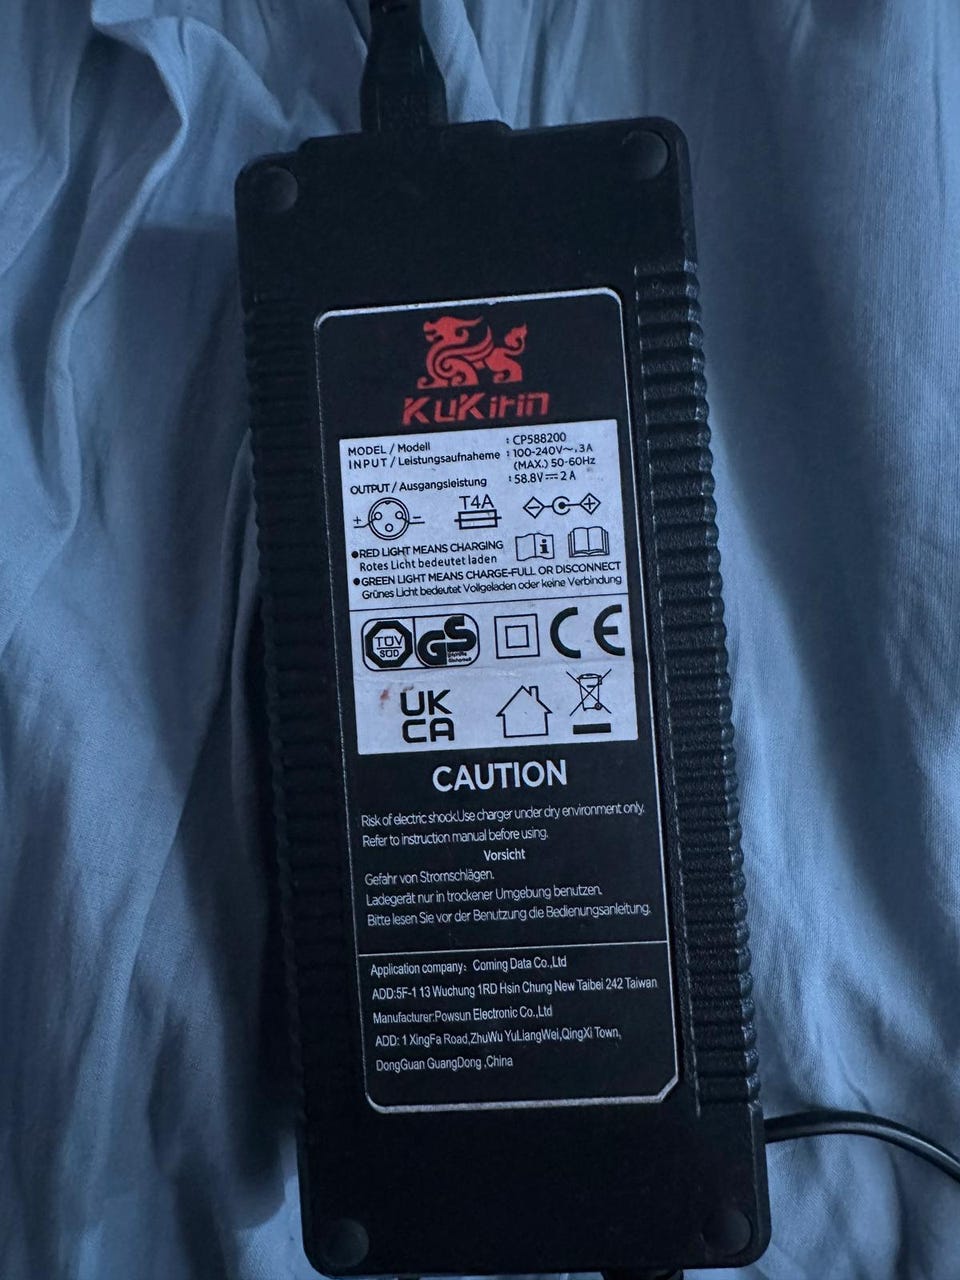 KuKirin
MODEL / Modell : CP588200
INPUT / Leistungsaufnaheme : 100-240V~, 3A
(MAX.) 50-60Hz
OUTPUT / Ausgangsleistung : 58.8V⎓2 A
+ −
T4A
− +
●RED LIGHT MEANS CHARGING
Rotes Licht bedeutet laden
●GREEN LIGHT MEANS CHARGE-FULL OR DISCONNECT
Grünes Licht bedeutet Vollgeladen oder keine Verbindung
TÜV
SÜD
GS
CE
UK
CA
CAUTION
Risk of electric shock.Use charger under dry environment only.
Refer to instruction manual before using.
Vorsicht
Gefahr von Stromschlägen.
Ladegerät nur in trockener Umgebung benutzen.
Bitte lesen Sie vor der Benutzung die Bedienungsanleitung.
Application company: Coming Data Co.,Ltd
ADD:5F-1 13 Wuchung 1RD Hsin Chung New Taibei 242 Taiwan
Manufacturer:Powsun Electronic Co.,Ltd
ADD: 1 XingFa Road,ZhuWu YuLiangWei,QingXi Town,
DongGuan GuangDong ,China